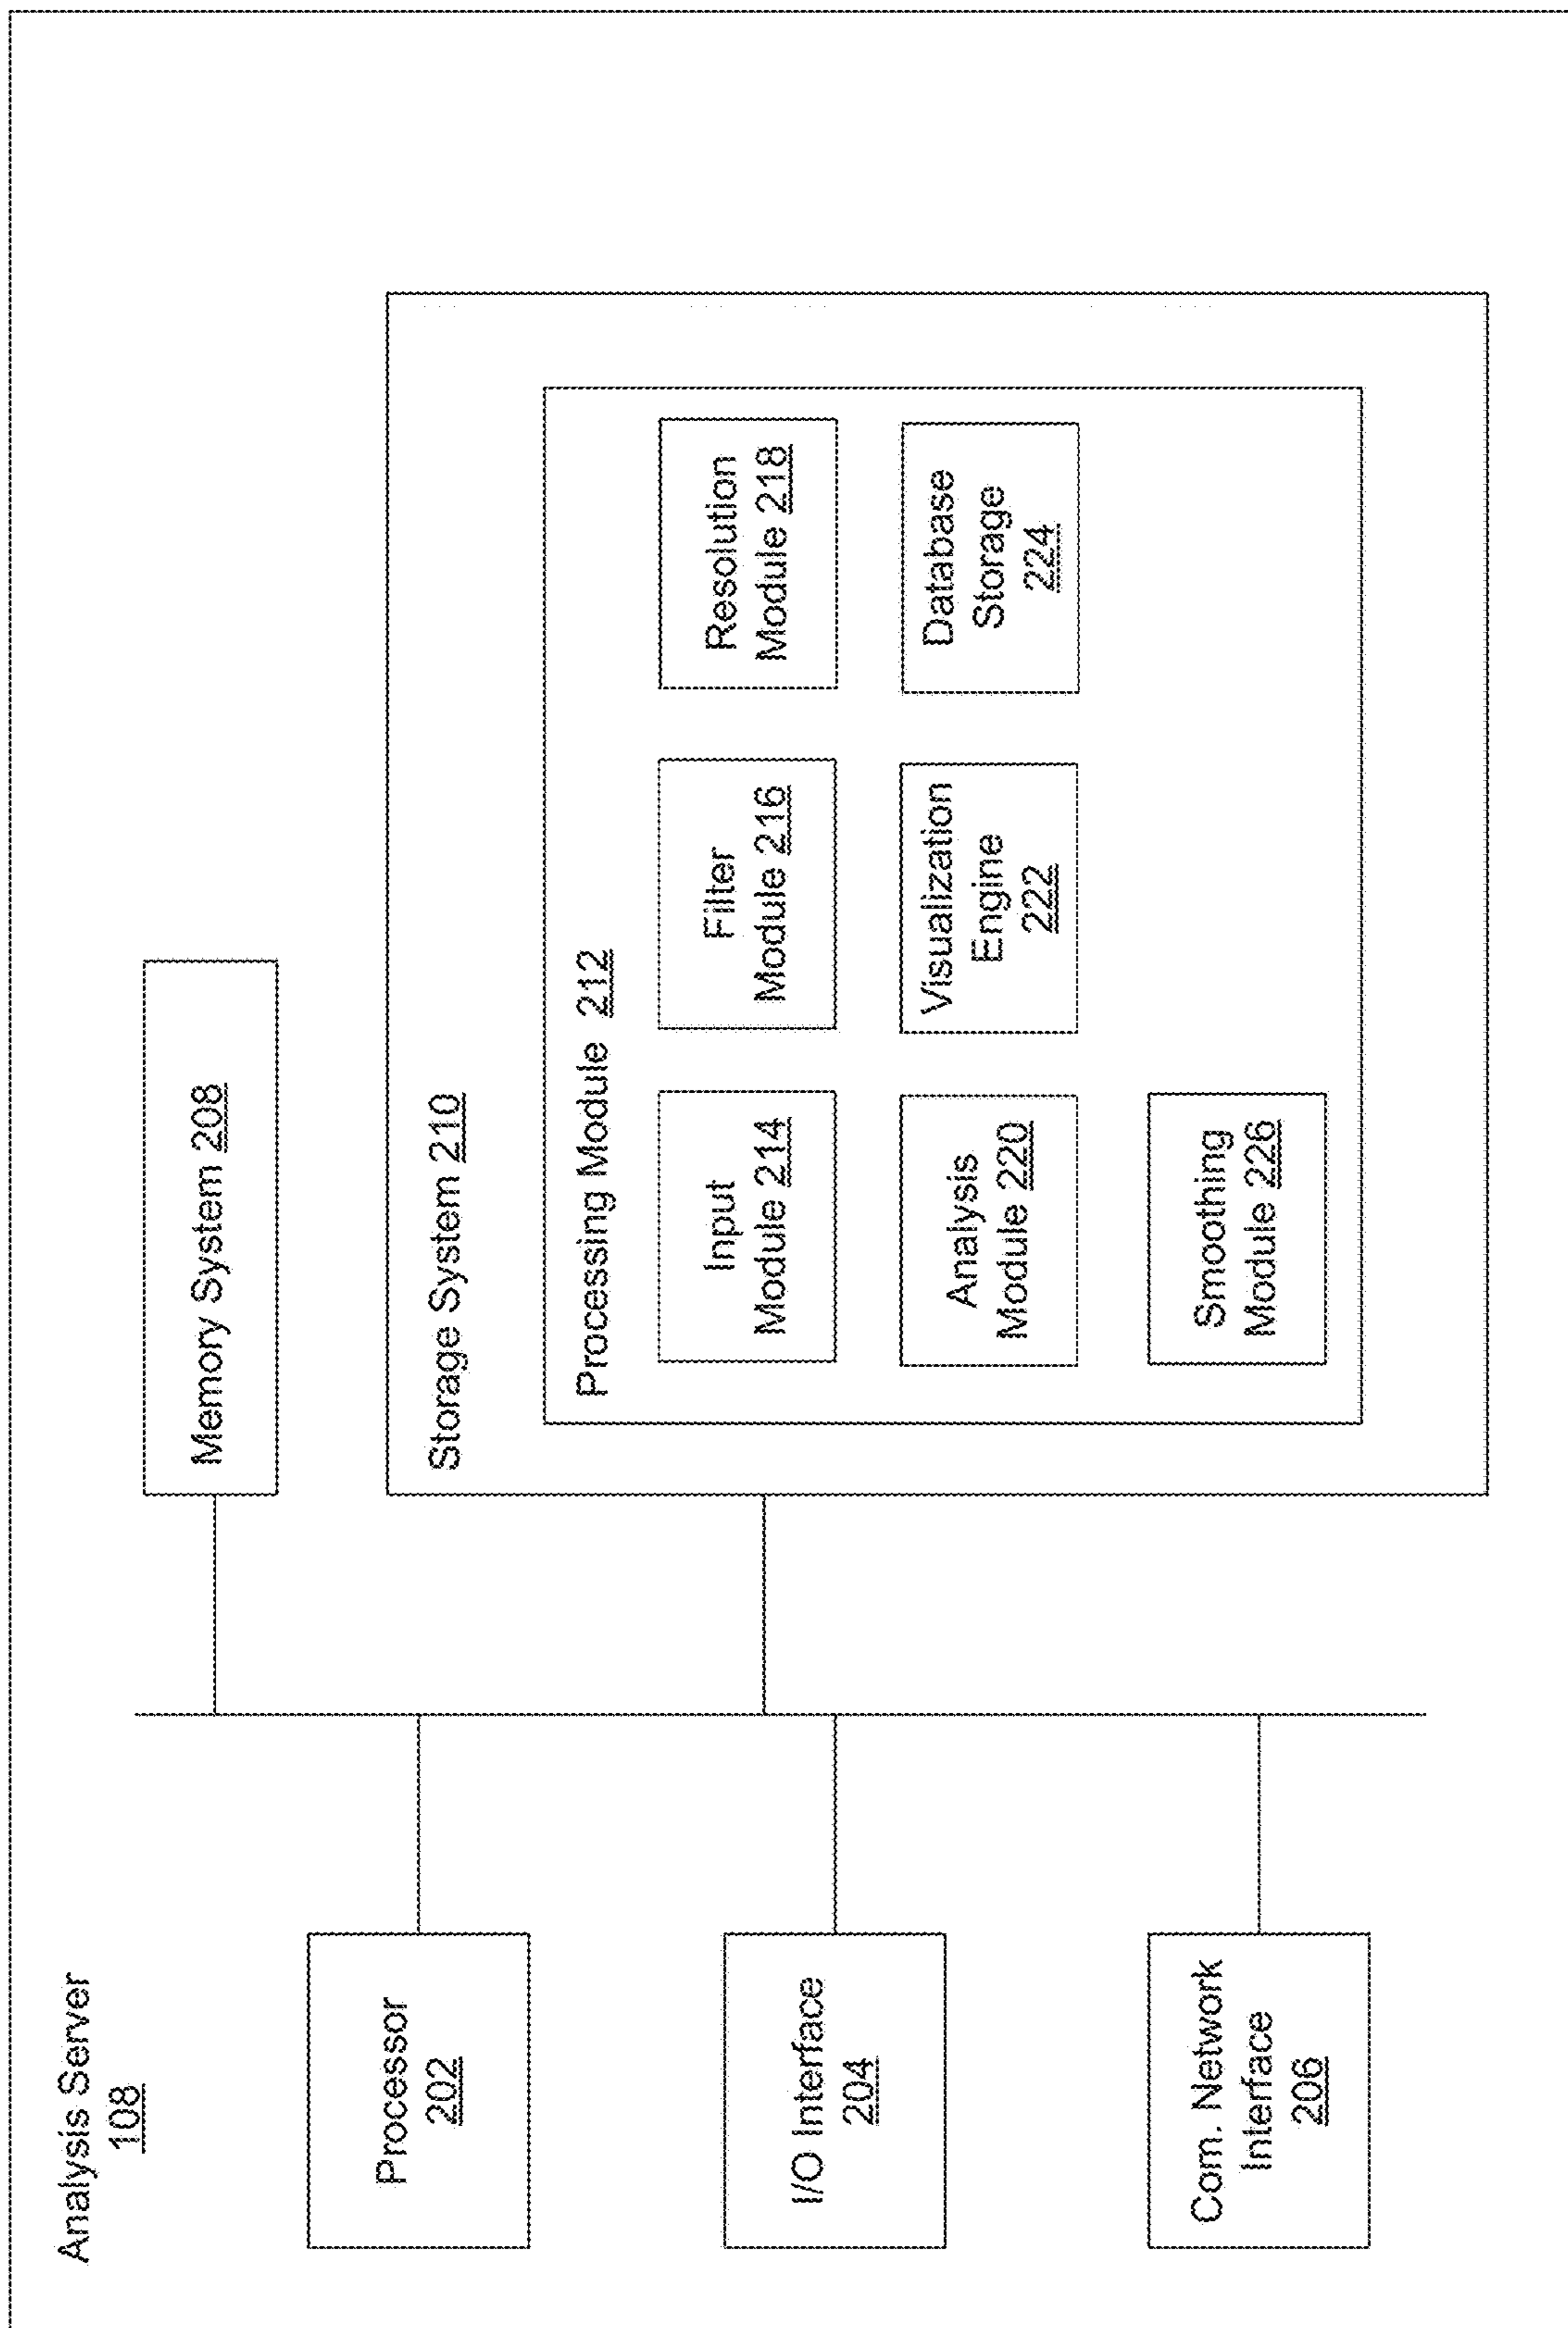 Analysis Server
108
Processor
202
I/O Interface
204
Com. Network
Interface
206
Memory System 208
Storage System 210
Processing Module 212
Input
Module 214
Filter
Module 216
Resolution
Module 218
Analysis
Module 220
Visualization
Engine
222
Database
Storage
224
Smoothing
Module 226